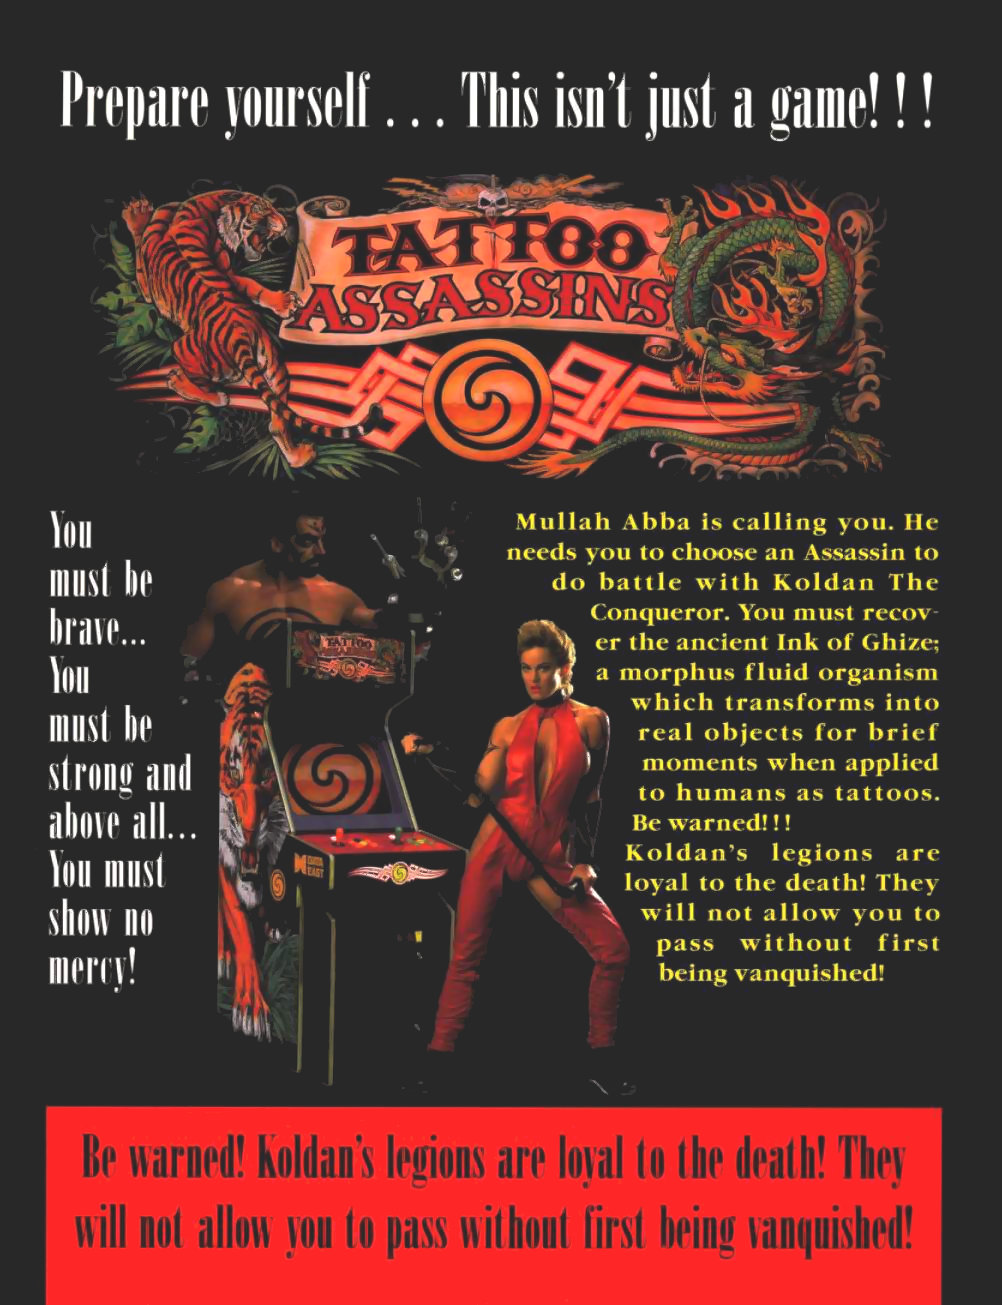 Prepare yourself . . . This isn't just a game! ! !
TATTOO
ASSASSINS
TM
You
must be
brave...
You
must be
strong and
above all...
You must
show no
mercy!
Mullah Abba is calling you. He
needs you to choose an Assassin to
do battle with Koldan The
Conqueror. You must recov-
er the ancient Ink of Ghize;
a morphus fluid organism
which transforms into
real objects for brief
moments when applied
to humans as tattoos.
Be warned!!!
Koldan's legions are
loyal to the death! They
will not allow you to
pass without first
being vanquished!
TATTOO
ASSASSINS
DATA
EAST
Be warned! Koldan's legions are loyal to the death! They
will not allow you to pass without first being vanquished!